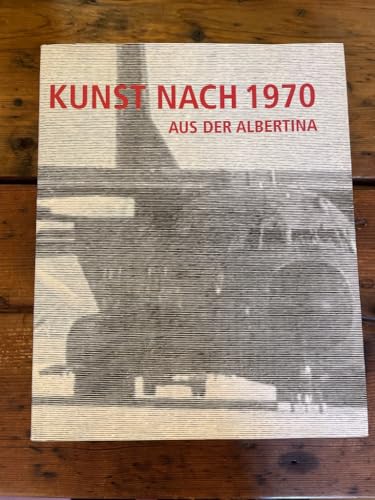 KUNST NACH 1970
AUS DER ALBERTINA